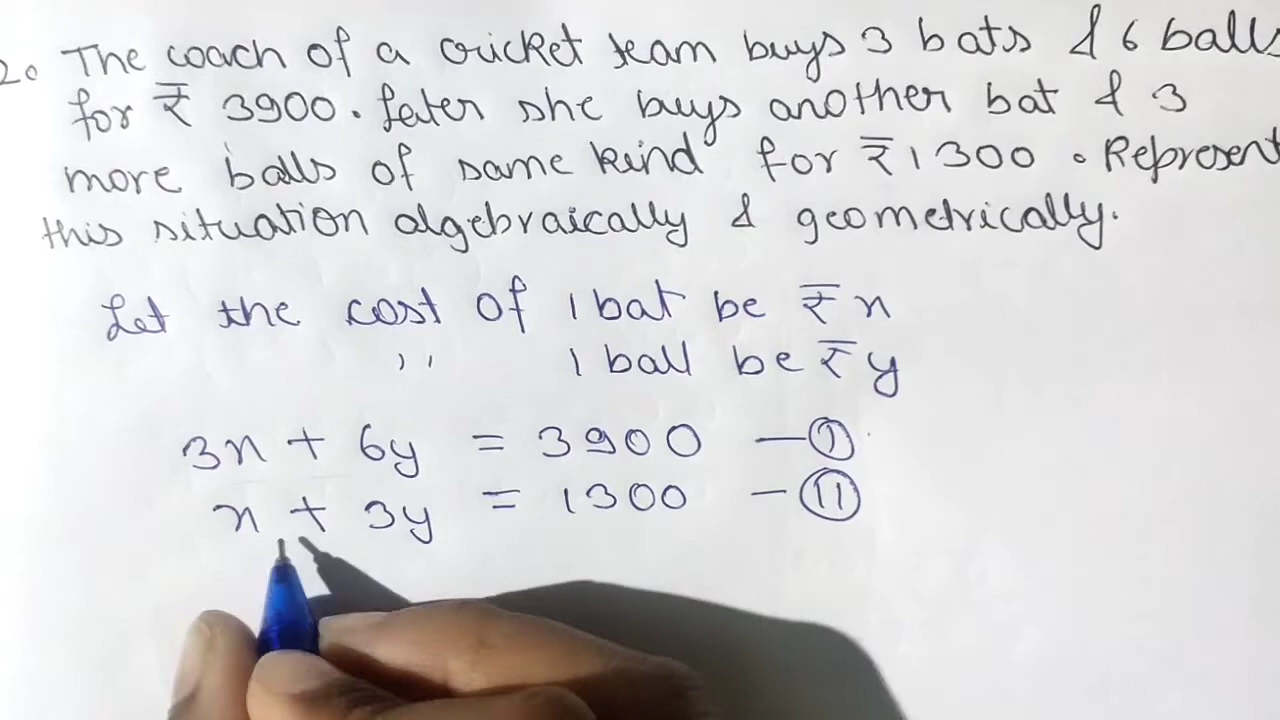 2. The coach of a cricket team buys 3 bats & 6 balls
for ₹ 3900. Later she buys another bat & 3
more balls of same kind for ₹1300. Represent
this situation algebraically & geometrically.
Let the cost of 1 bat be ₹ x
,, 1 ball be ₹ y
3x + 6y = 3900 — I
x + 3y = 1300 — II